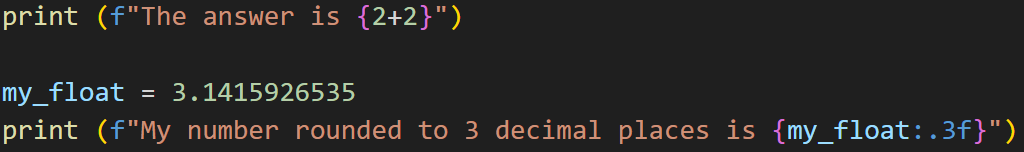 print (f"The answer is {2+2}")
my_float = 3.1415926535
print (f"My number rounded to 3 decimal places is {my_float:.3f}")